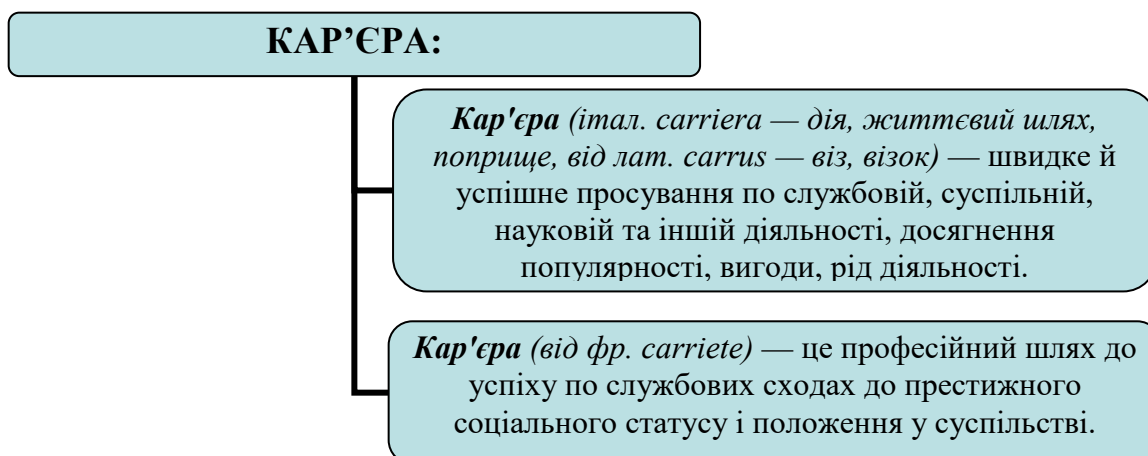 КАР’ЄРА:
Кар'єра (італ. carriera — дія, життєвий шлях,
поприще, від лат. carrus — віз, візок) — швидке й
успішне просування по службовій, суспільній,
науковій та іншій діяльності, досягнення
популярності, вигоди, рід діяльності.
Кар'єра (від фр. carriete) — це професійний шлях до
успіху по службових сходах до престижного
соціального статусу і положення у суспільстві.